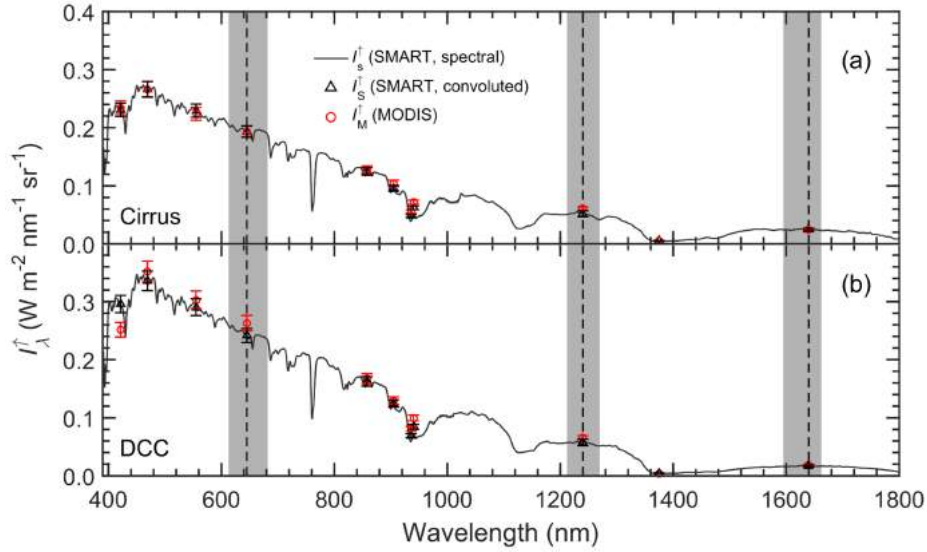 0.4
0.3
0.2
0.1
0.0
(a)
I↑s (SMART, spectral)
I↑S (SMART, convoluted)
I↑M (MODIS)
Cirrus
0.3
0.2
0.1
0.0
(b)
DCC
I↑λ (W m-2 nm-1 sr-1)
400 600 800 1000 1200 1400 1600 1800
Wavelength (nm)